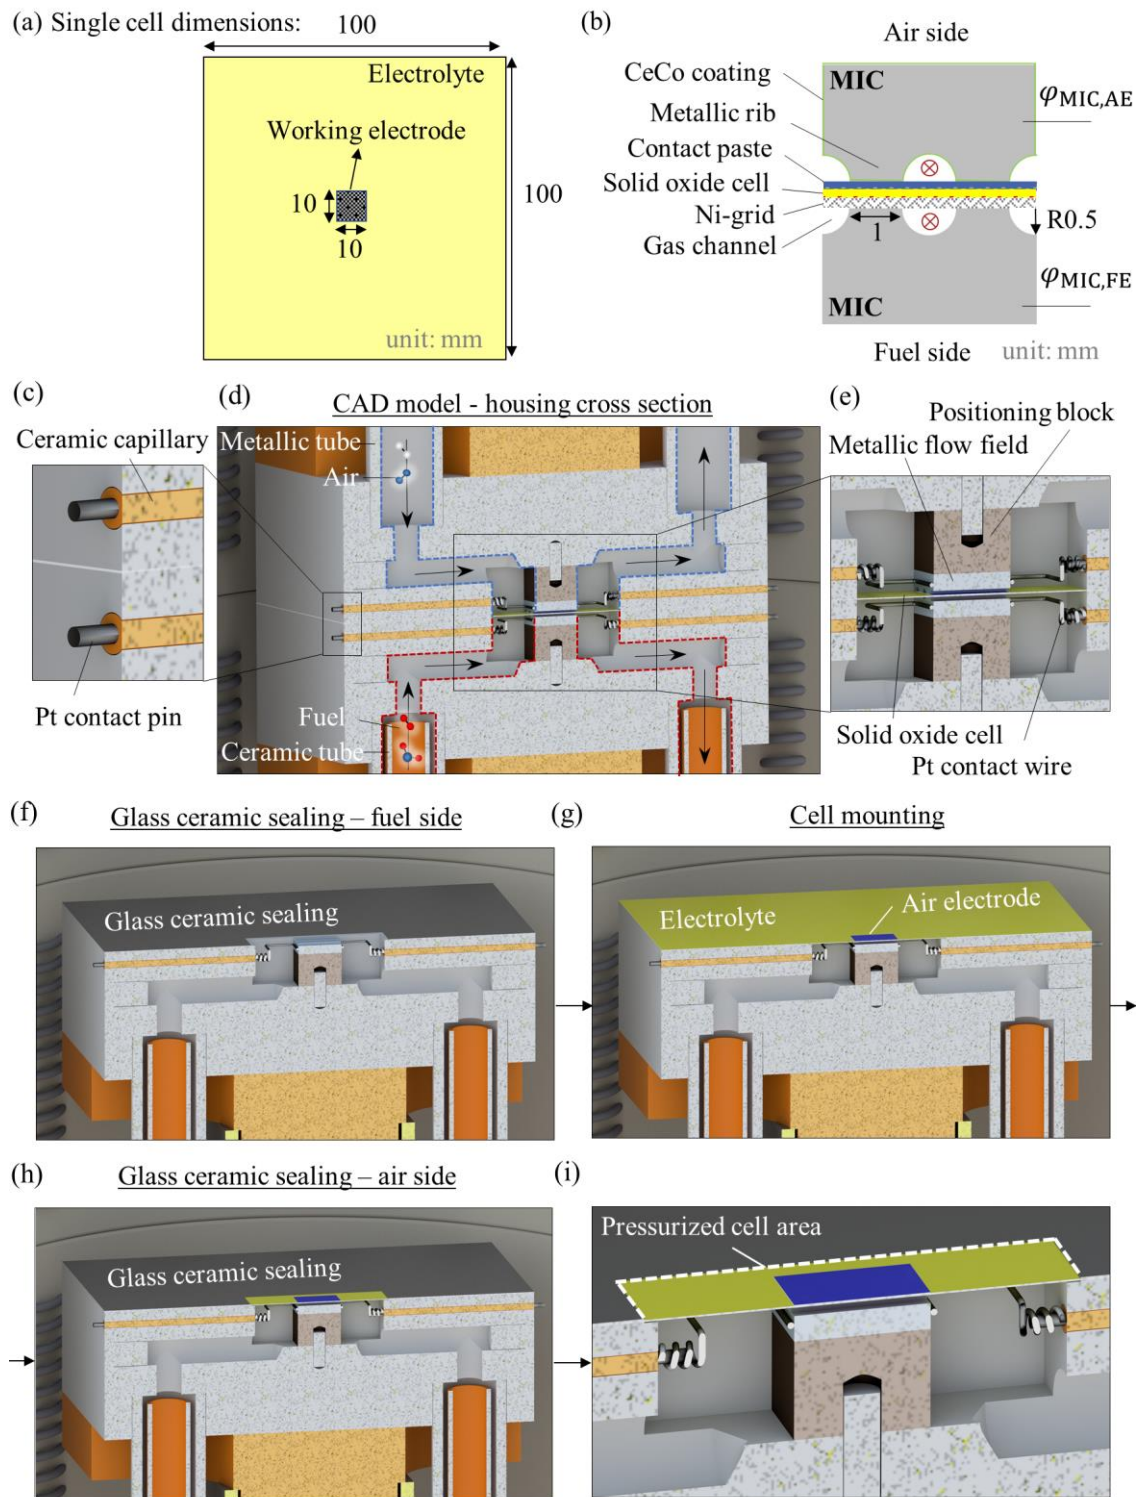 (a) Single cell dimensions:
100
Electrolyte
Working electrode
10
10
100
unit: mm
(b)
Air side
CeCo coating
MIC
φMIC,AE
Metallic rib
Contact paste
Solid oxide cell
Ni-grid
Gas channel
1
R0.5
φMIC,FE
MIC
Fuel side
unit: mm
(c)
Ceramic capillary
Pt contact pin
(d)
CAD model - housing cross section
Metallic tube
Air
Fuel
Ceramic tube
(e)
Positioning block
Metallic flow field
Solid oxide cell
Pt contact wire
(f)
Glass ceramic sealing – fuel side
Glass ceramic sealing
(g)
Cell mounting
Electrolyte
Air electrode
(h)
Glass ceramic sealing – air side
Glass ceramic sealing
(i)
Pressurized cell area